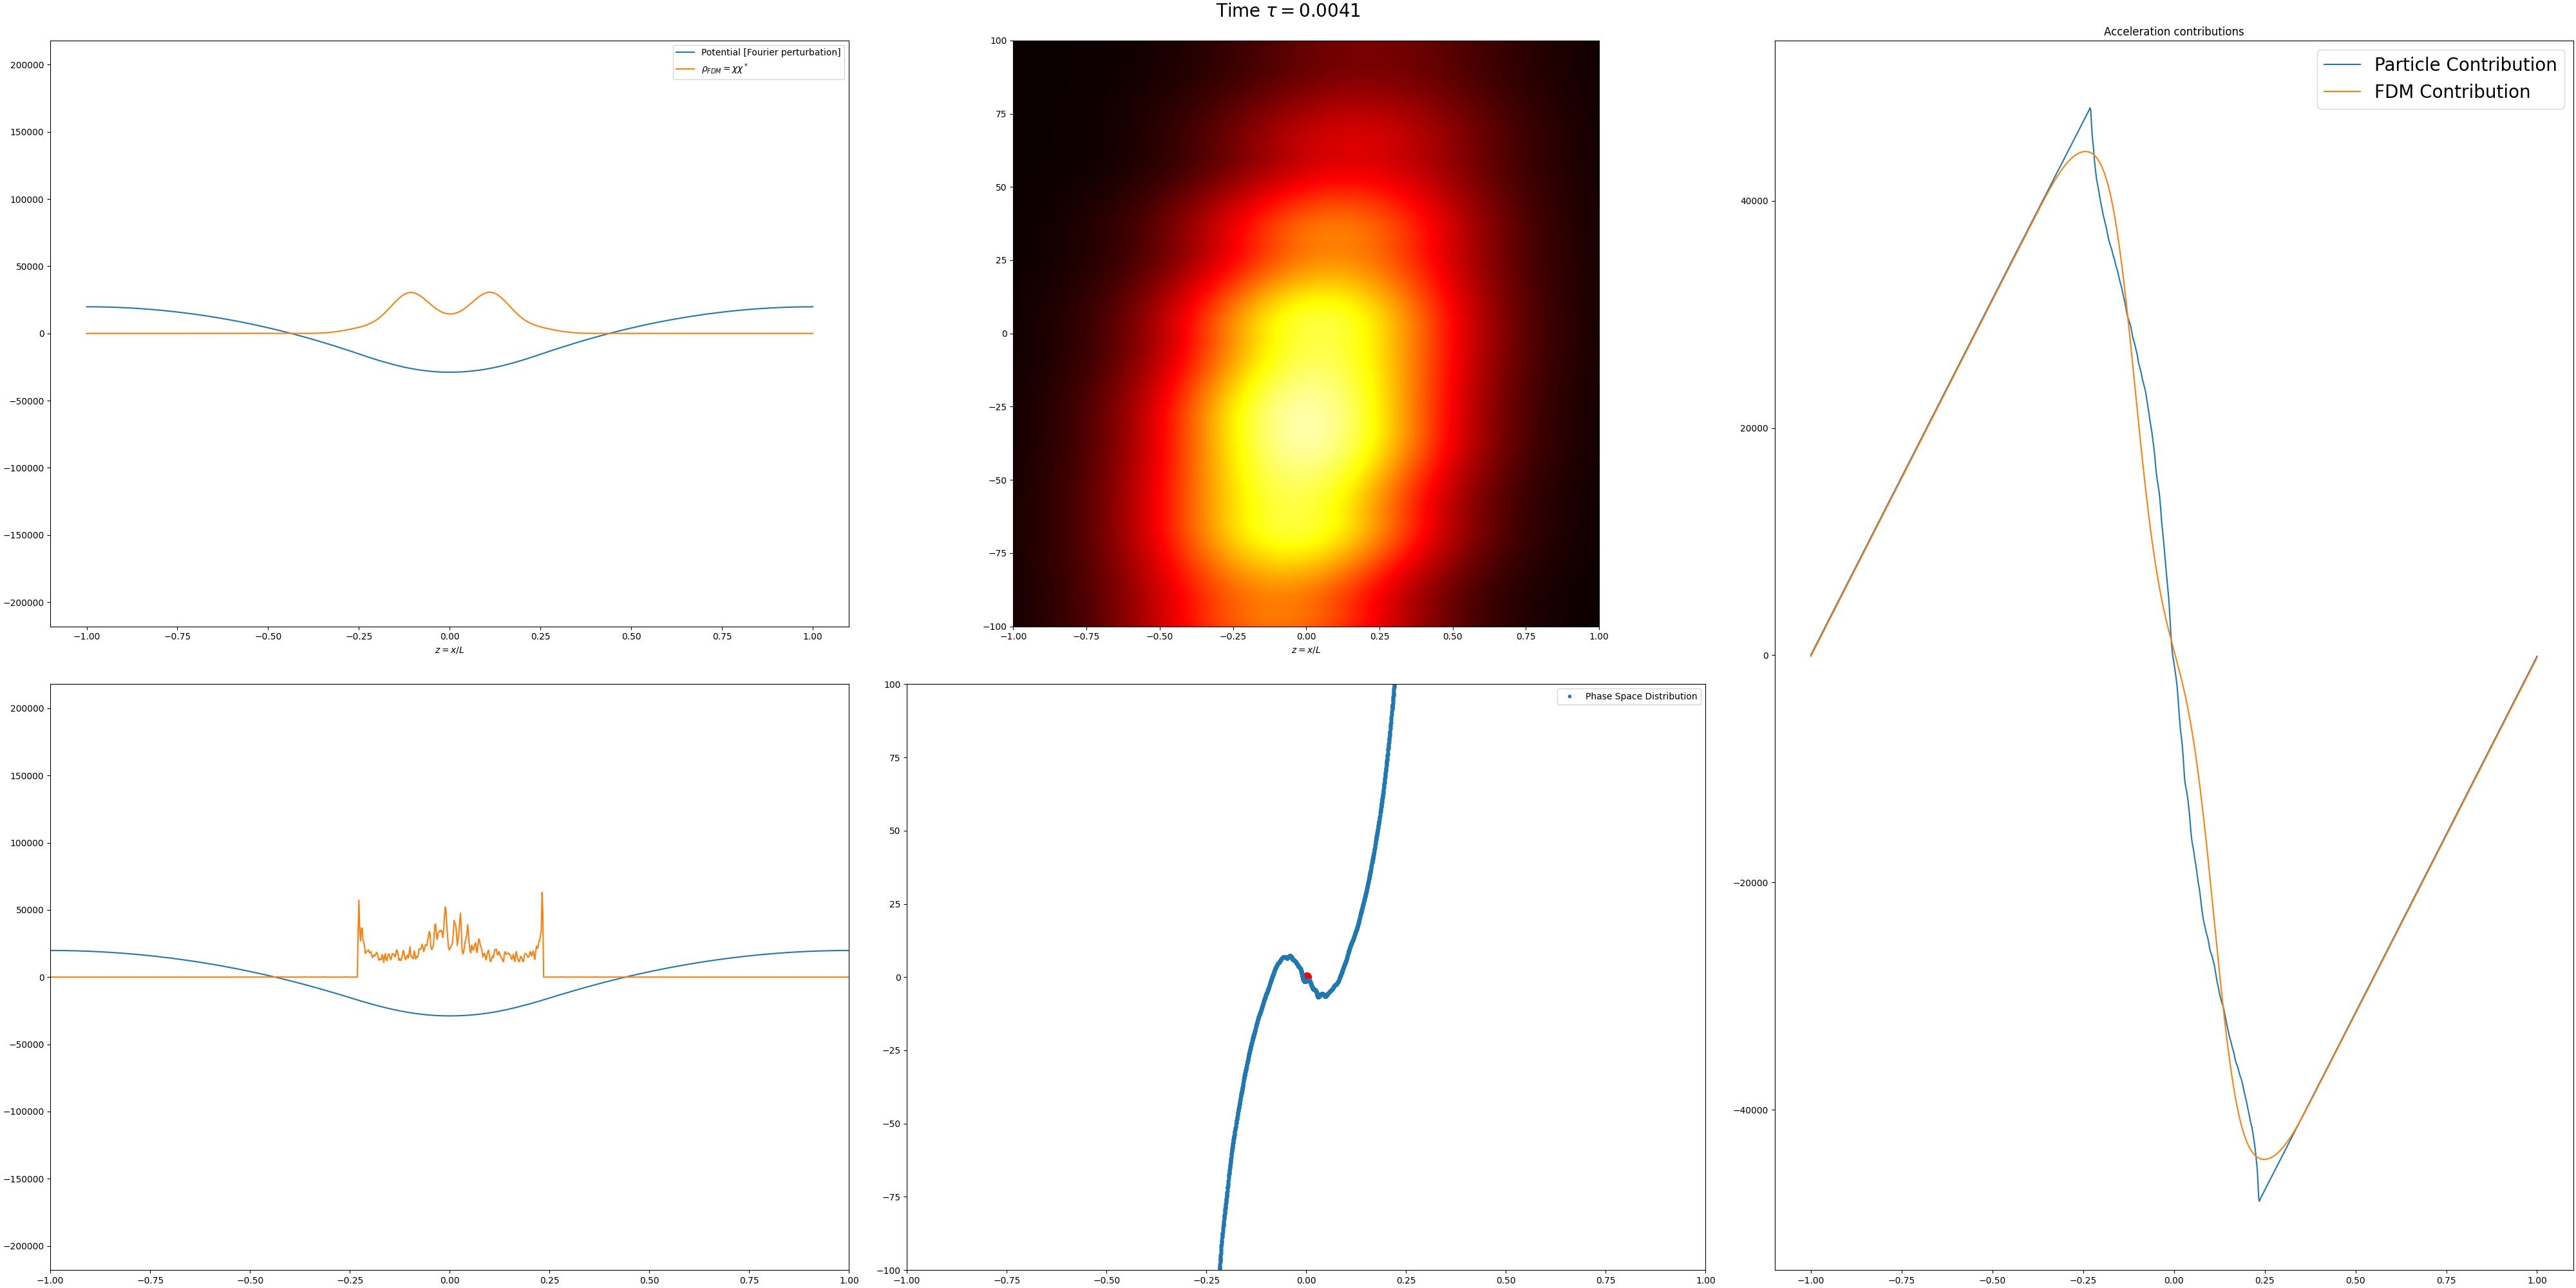 Time τ = 0.0041
Potential [Fourier perturbation]
ρ_FDM = χχ*
200000
150000
100000
50000
0
−50000
−100000
−150000
−200000
−1.00 −0.75 −0.50 −0.25 0.00 0.25 0.50 0.75 1.00
z = x/L
100
75
50
25
0
−25
−50
−75
−100
−1.00 −0.75 −0.50 −0.25 0.00 0.25 0.50 0.75 1.00
z = x/L
Acceleration contributions
Particle Contribution
FDM Contribution
40000
20000
0
−20000
−40000
−1.00 −0.75 −0.50 −0.25 0.00 0.25 0.50 0.75 1.00
200000
150000
100000
50000
0
−50000
−100000
−150000
−200000
−1.00 −0.75 −0.50 −0.25 0.00 0.25 0.50 0.75 1.00
Phase Space Distribution
100
75
50
25
0
−25
−50
−75
−100
−1.00 −0.75 −0.50 −0.25 0.00 0.25 0.50 0.75 1.00